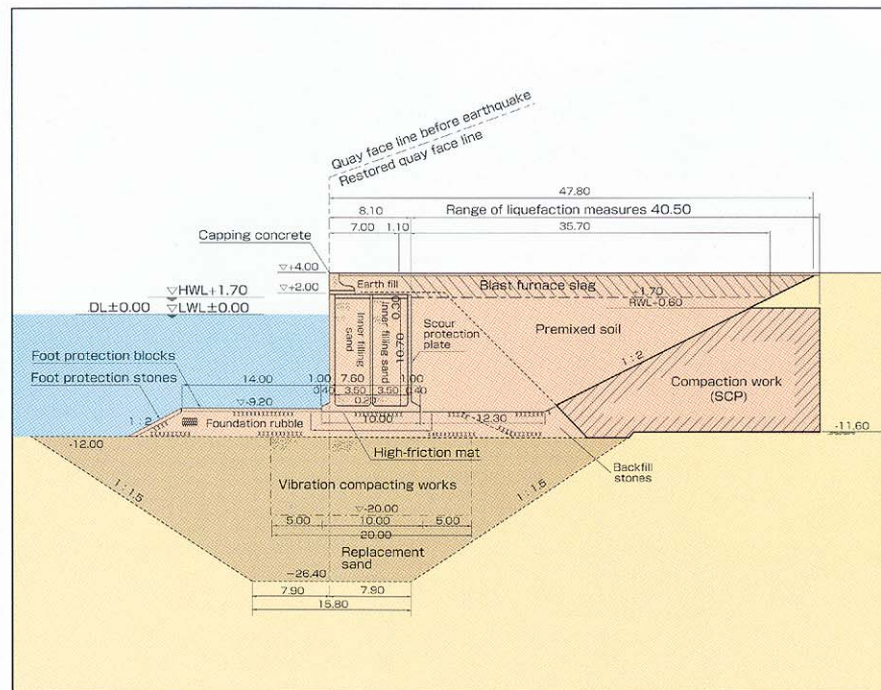 Quay face line before earthquake
Restored quay face line
47.80
8.10
Range of liquefaction measures 40.50
7.00
1.10
35.70
Capping concrete
▽+4.00
Earth fill
Blast furnace slag
▽HWL+1.70
▽+2.00
-1.70
DL±0.00
▽LWL±0.00
RWL-0.60
0.30
Inner filling sand
Inner filling sand
10.70
Scour protection plate
Premixed soil
1:2
Foot protection blocks
Foot protection stones
14.00
1.00
7.60
1.00
0.40
3.50
3.50
0.40
0.20
Compaction work (SCP)
1:2
▽-9.20
10.00
-12.30
Foundation rubble
-11.60
-12.00
High-friction mat
Backfill stones
1:1.5
Vibration compacting works
1:1.5
▽-20.00
5.00
10.00
5.00
20.00
Replacement sand
-26.40
7.90
7.90
15.80